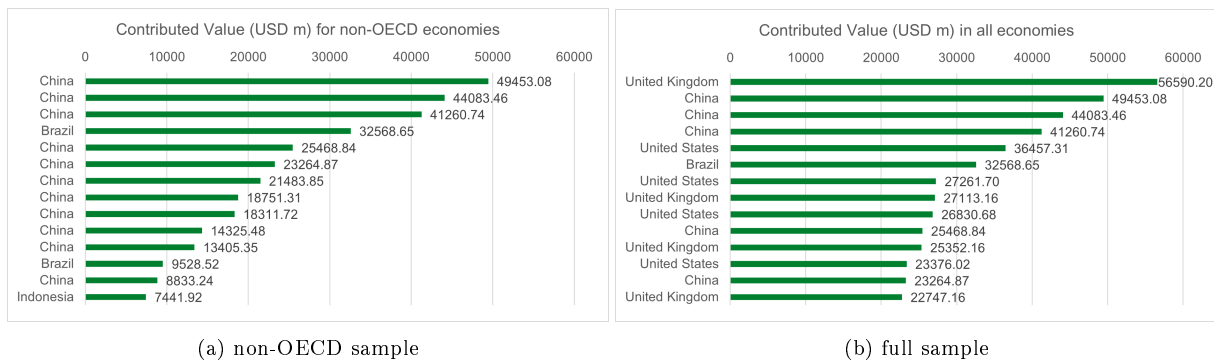 Contributed Value (USD m) for non-OECD economies
0 10000 20000 30000 40000 50000 60000
China 49453.08
China 44083.46
China 41260.74
Brazil 32568.65
China 25468.84
China 23264.87
China 21483.85
China 18751.31
China 18311.72
China 14325.48
China 13405.35
Brazil 9528.52
China 8833.24
Indonesia 7441.92
(a) non-OECD sample
Contributed Value (USD m) in all economies
0 10000 20000 30000 40000 50000 60000
United Kingdom 56590.20
China 49453.08
China 44083.46
China 41260.74
United States 36457.31
Brazil 32568.65
United States 27261.70
United Kingdom 27113.16
United States 26830.68
China 25468.84
United Kingdom 25352.16
United States 23376.02
China 23264.87
United Kingdom 22747.16
(b) full sample